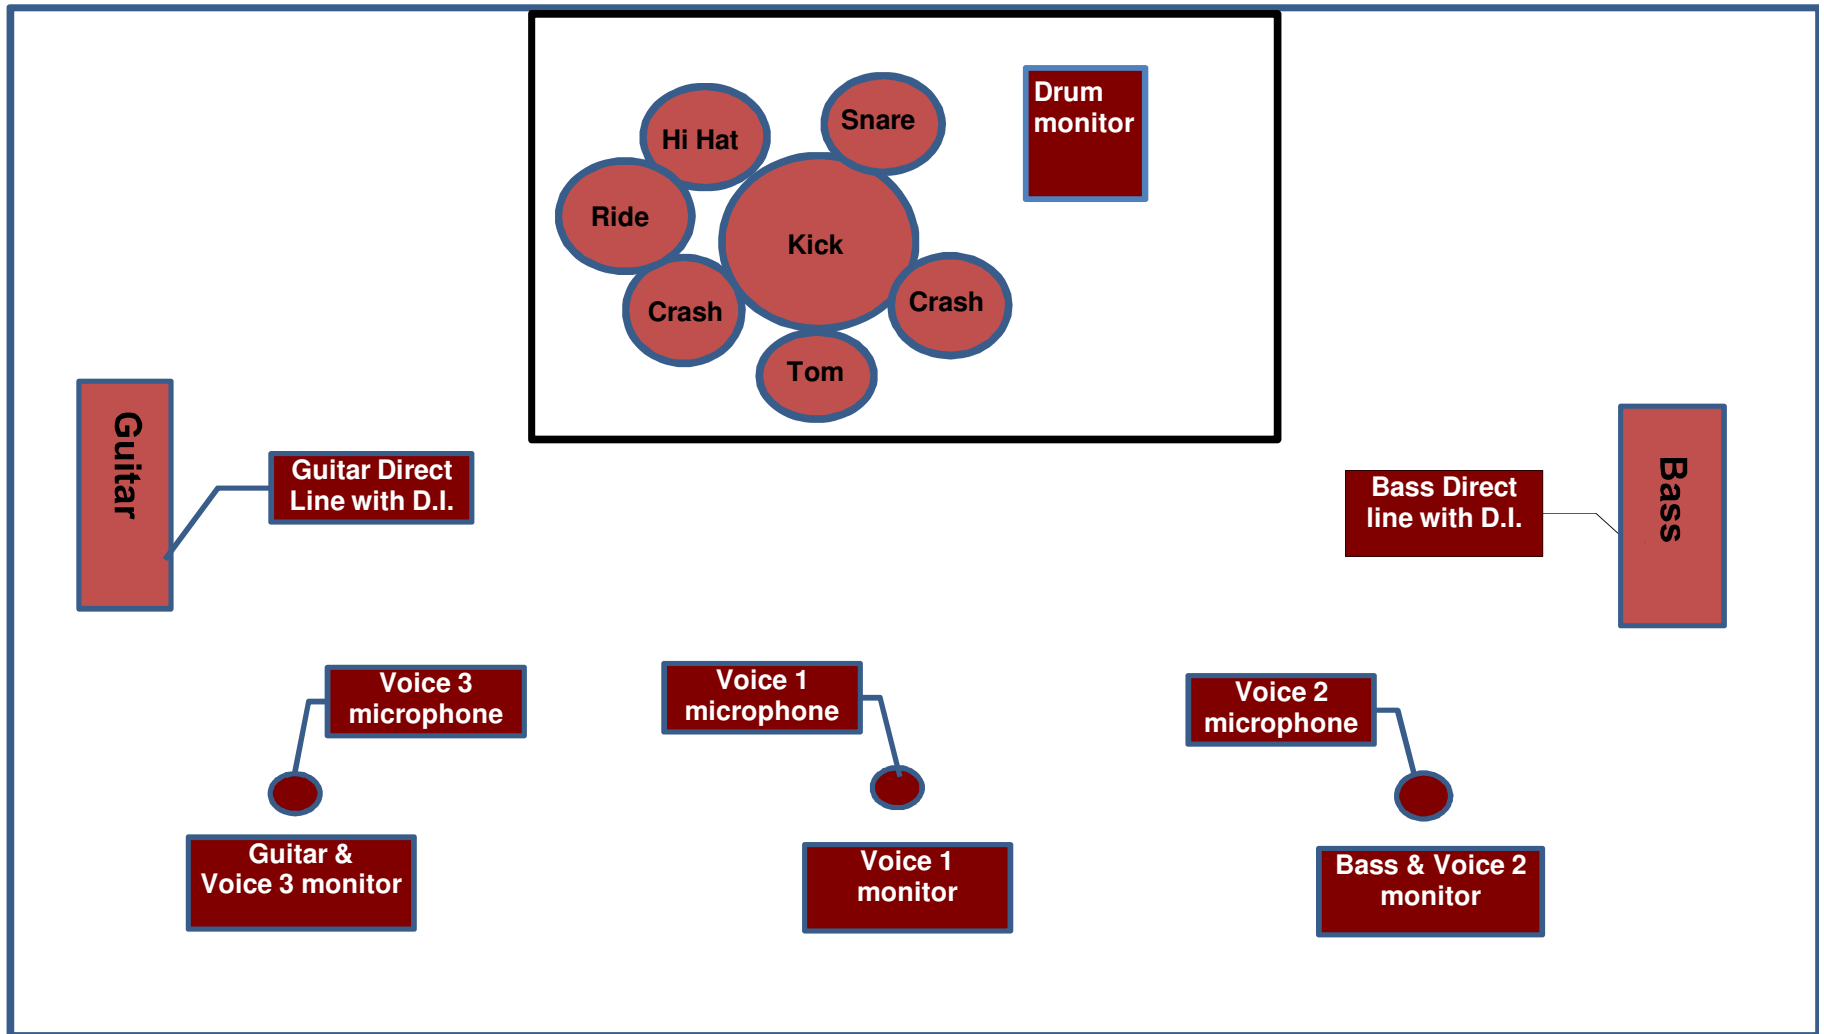 Drum
monitor
Snare
Hi Hat
Ride
Kick
Crash
Crash
Tom
Guitar
Guitar Direct
Line with D.I.
Bass Direct
line with D.I.
Bass
Voice 3
microphone
Voice 1
microphone
Voice 2
microphone
Guitar &
Voice 3 monitor
Voice 1
monitor
Bass & Voice 2
monitor